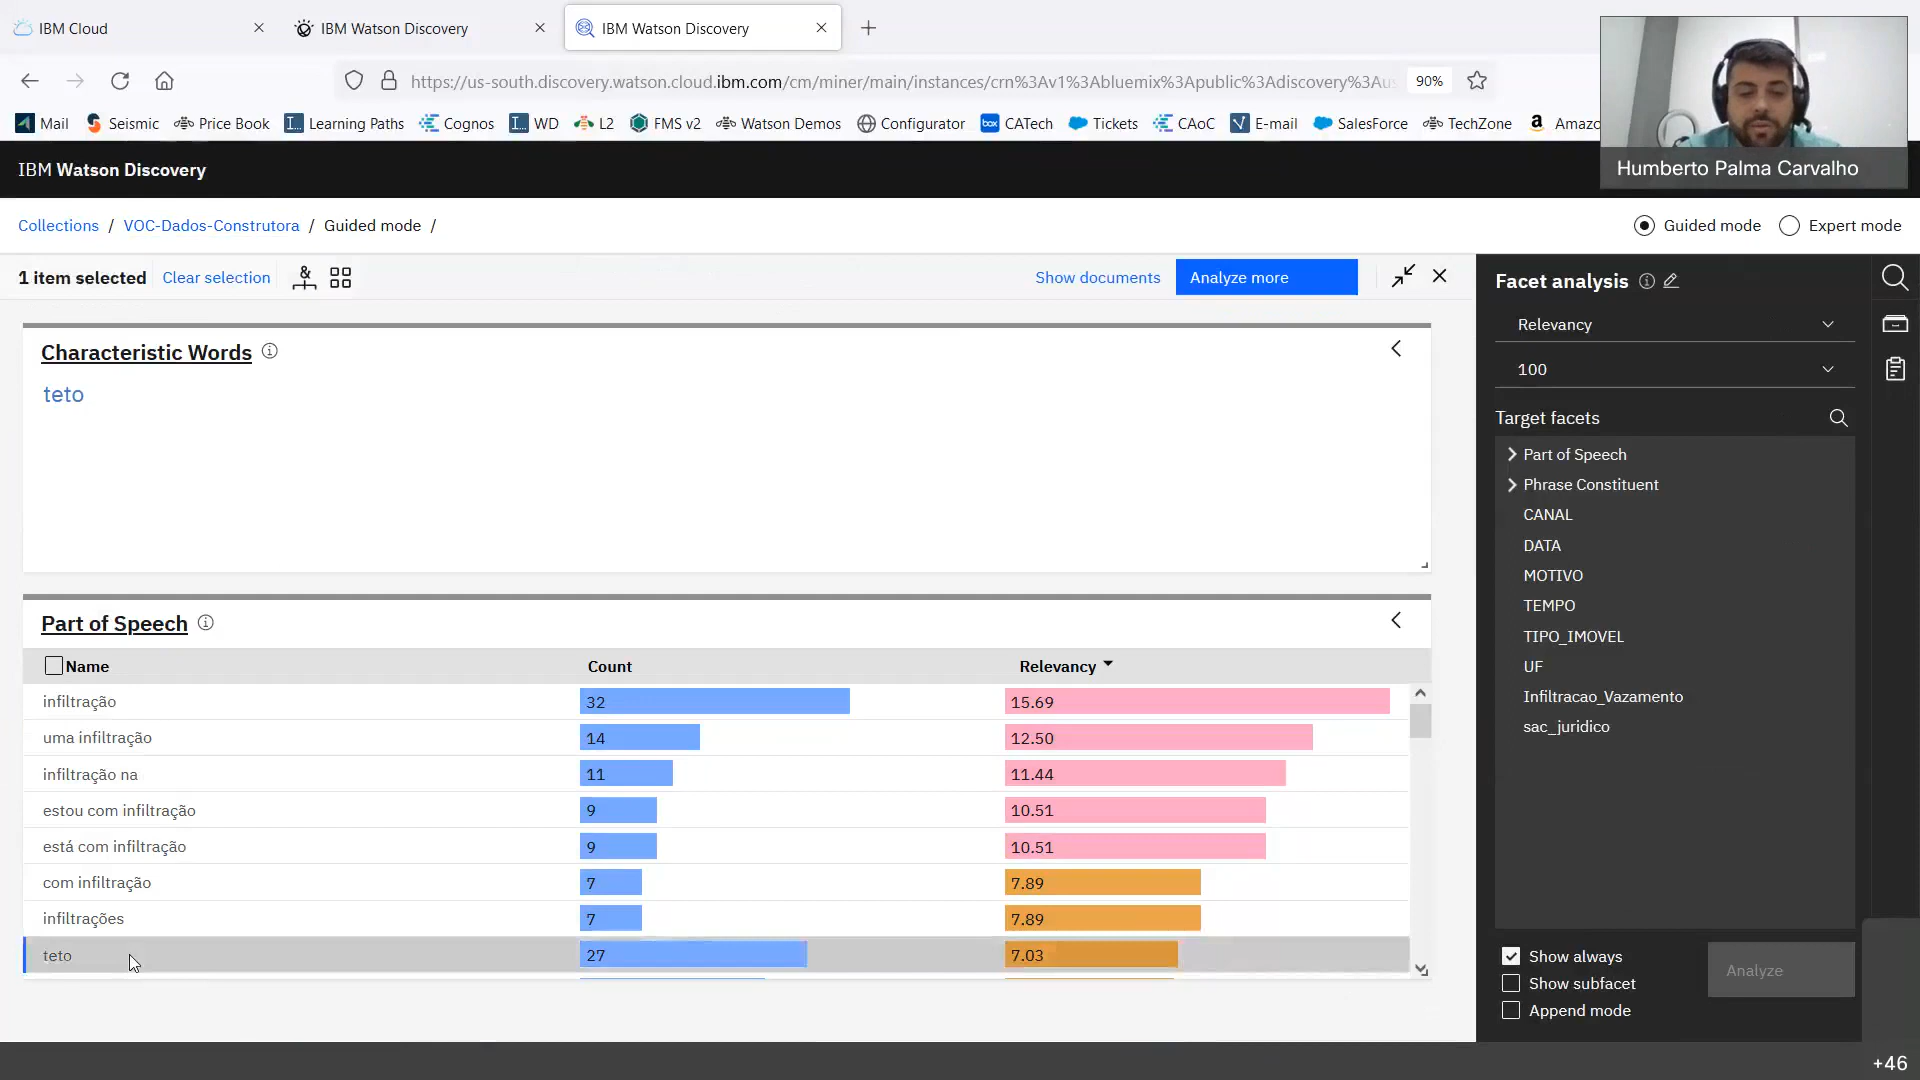 IBM Cloud
IBM Watson Discovery
IBM Watson Discovery
https://us-south.discovery.watson.cloud.ibm.com/cm/miner/main/instances/crn%3Av1%3Abluemix%3Apublic%3Adiscovery%3Aus
90%
Mail Seismic Price Book Learning Paths Cognos WD L2 FMS v2 Watson Demos Configurator CATech Tickets CAoC E-mail SalesForce TechZone Amazo
Humberto Palma Carvalho
IBM Watson Discovery
Collections / VOC-Dados-Construtora / Guided mode /
Guided mode Expert mode
1 item selected Clear selection & Show documents Analyze more
Characteristic Words
teto
Part of Speech
Name Count Relevancy
infiltração 32 15.69
uma infiltração 14 12.50
infiltração na 11 11.44
estou com infiltração 9 10.51
está com infiltração 9 10.51
com infiltração 7 7.89
infiltrações 7 7.89
teto 27 7.03
Facet analysis
Relevancy
100
Target facets
Part of Speech
Phrase Constituent
CANAL
DATA
MOTIVO
TEMPO
TIPO_IMOVEL
UF
Infiltracao_Vazamento
sac_juridico
Show always
Show subfacet
Append mode
Analyze
+46